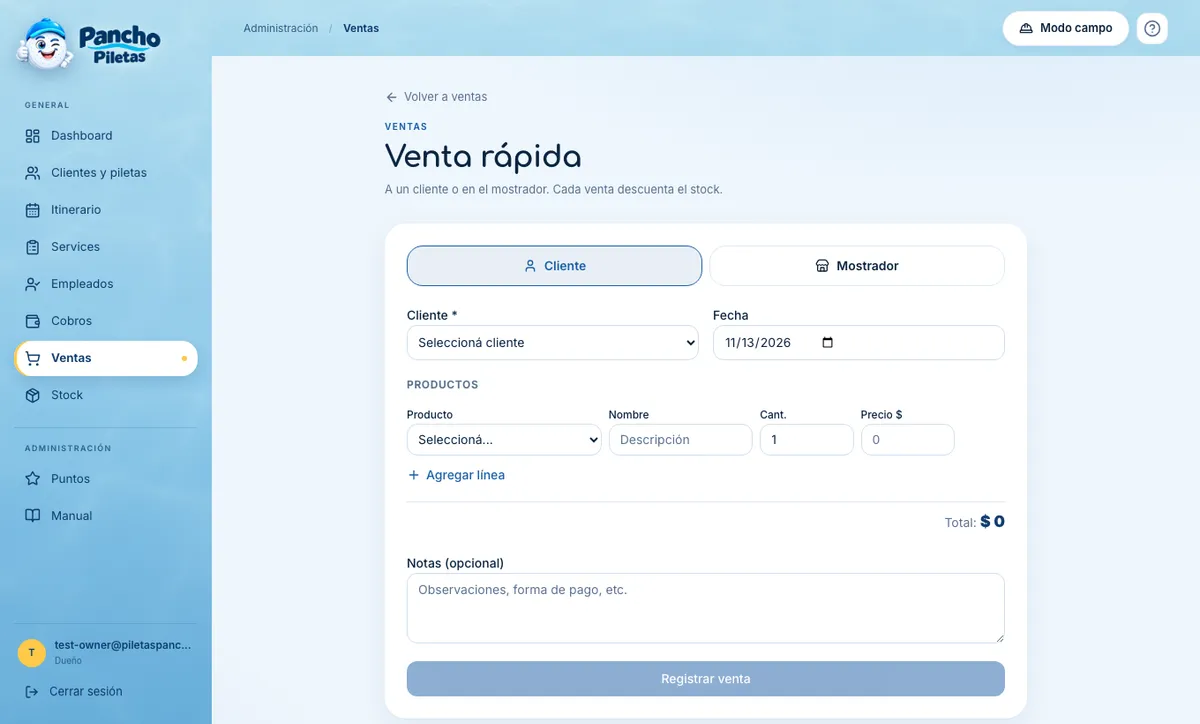 Pancho
Piletas
GENERAL
Dashboard
Clientes y piletas
Itinerario
Services
Empleados
Cobros
Ventas
Stock
ADMINISTRACIÓN
Puntos
Manual
T
test-owner@piletaspanc...
Dueño
Cerrar sesión
Administración / Ventas
Modo campo
?
← Volver a ventas
VENTAS
Venta rápida
A un cliente o en el mostrador. Cada venta descuenta el stock.
Cliente
Mostrador
Cliente *
Fecha
Seleccioná cliente
11/13/2026
PRODUCTOS
Producto
Nombre
Cant.
Precio $
Seleccioná...
Descripción
1
0
+ Agregar línea
Total: $ 0
Notas (opcional)
Observaciones, forma de pago, etc.
Registrar venta